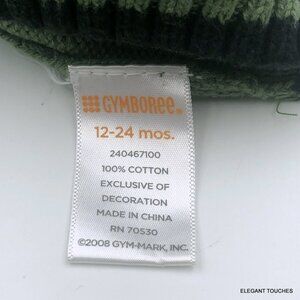 GYMBOREE
12-24 mos.
240467100
100% COTTON
EXCLUSIVE OF
DECORATION
MADE IN CHINA
RN 70530
©2008 GYM-MARK, INC.
ELEGANT TOUCHES